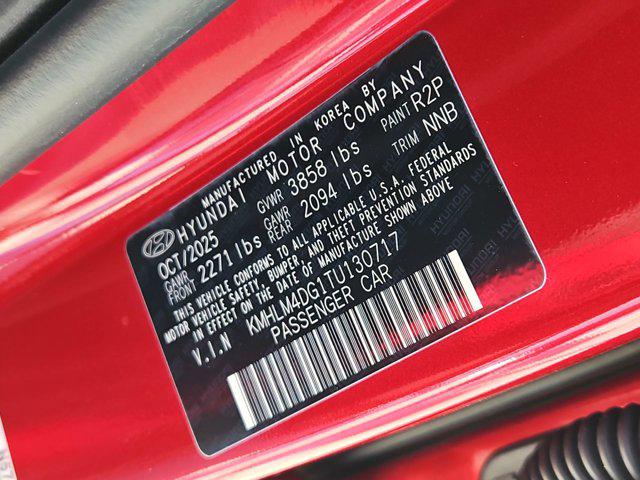 MANUFACTURED IN KOREA BY
HYUNDAI MOTOR COMPANY
OCT/2025 GVWR 3858 lbs PAINT R2P
GAWR FRONT 2271 lbs GAWR REAR 2094 lbs TRIM NNB
THIS VEHICLE CONFORMS TO ALL APPLICABLE U.S.A. FEDERAL
MOTOR VEHICLE SAFETY, BUMPER, AND THEFT PREVENTION STANDARDS
IN EFFECT ON THE DATE OF MANUFACTURE SHOWN ABOVE
V.I.N KMHLM4DG1TU130717
PASSENGER CAR